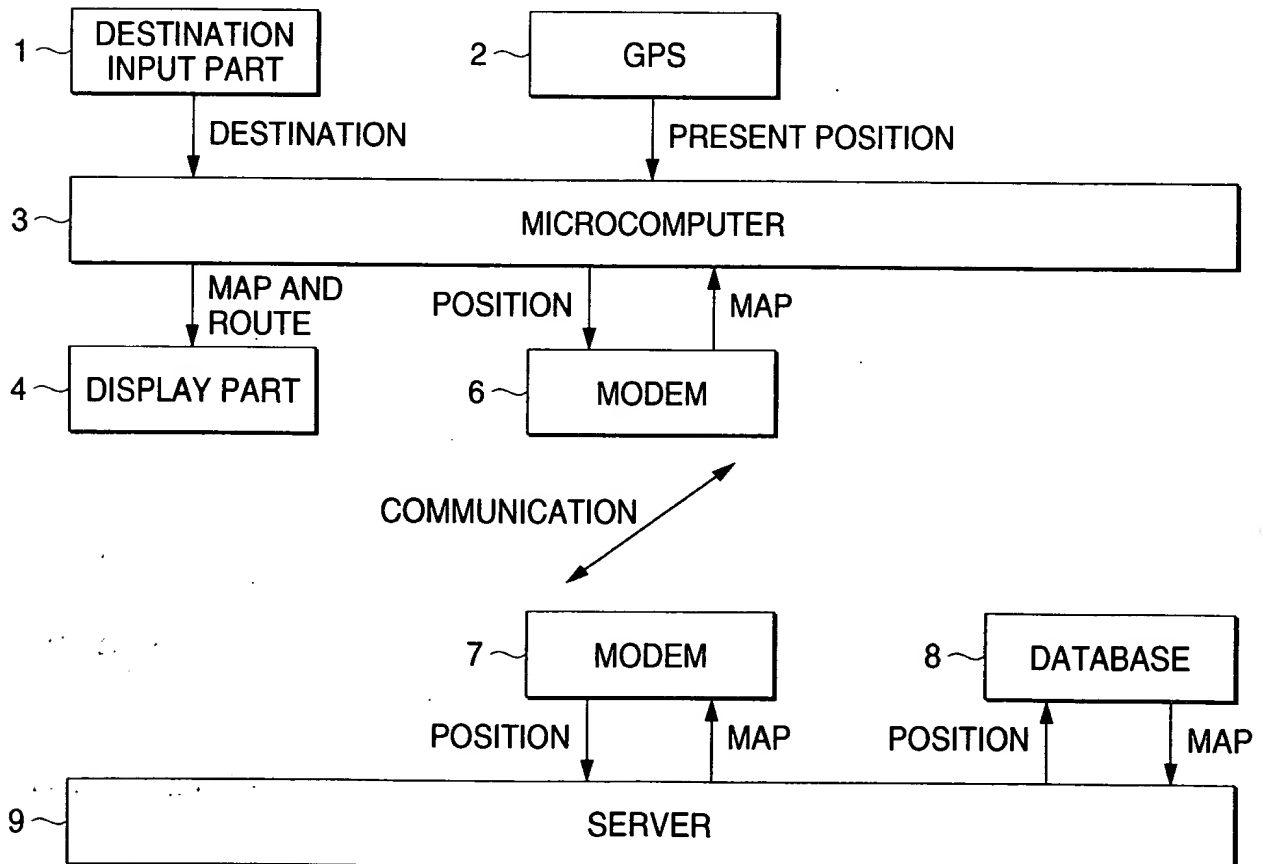 1
DESTINATION
INPUT PART
2
GPS
DESTINATION
PRESENT POSITION
3
MICROCOMPUTER
MAP AND
ROUTE
POSITION
MAP
4
DISPLAY PART
6
MODEM
COMMUNICATION
7
MODEM
8
DATABASE
POSITION
MAP
POSITION
MAP
9
SERVER